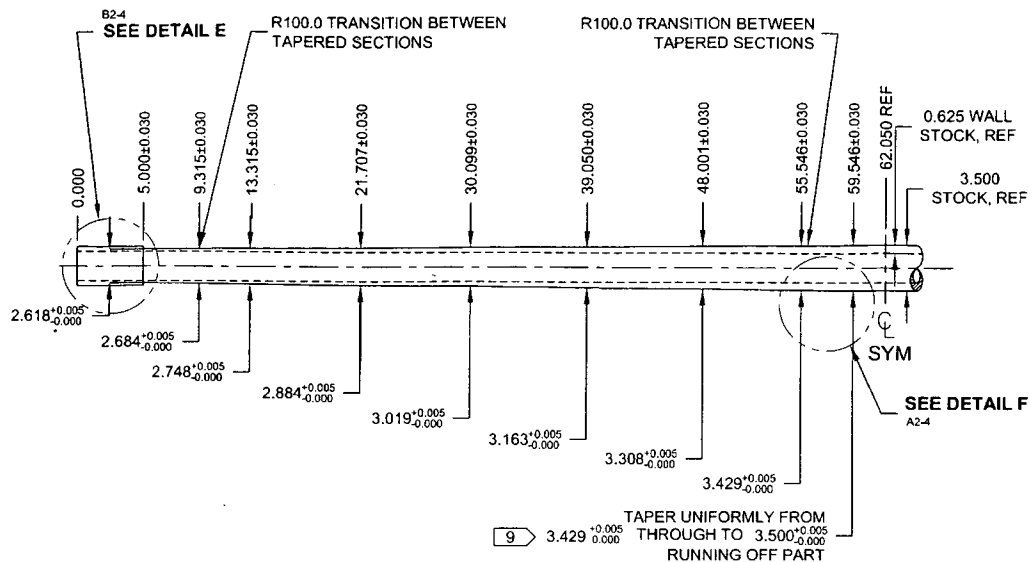 B2-4
SEE DETAIL E
R100.0 TRANSITION BETWEEN
TAPERED SECTIONS
R100.0 TRANSITION BETWEEN
TAPERED SECTIONS
0.000
5.000±0.030
9.315±0.030
13.315±0.030
21.707±0.030
30.099±0.030
39.050±0.030
48.001±0.030
55.546±0.030
59.546±0.030
62.050 REF
0.625 WALL
STOCK, REF
3.500
STOCK, REF
2.618 +0.005 -0.000
2.684 +0.005 -0.000
2.748 +0.005 -0.000
2.884 +0.005 -0.000
3.019 +0.005 -0.000
3.163 +0.005 -0.000
3.308 +0.005 -0.000
3.429 +0.005 -0.000
CL
SYM
SEE DETAIL F
A2-4
TAPER UNIFORMLY FROM
9 3.429 +0.005 0.000 THROUGH TO 3.500 +0.005 -0.000
RUNNING OFF PART